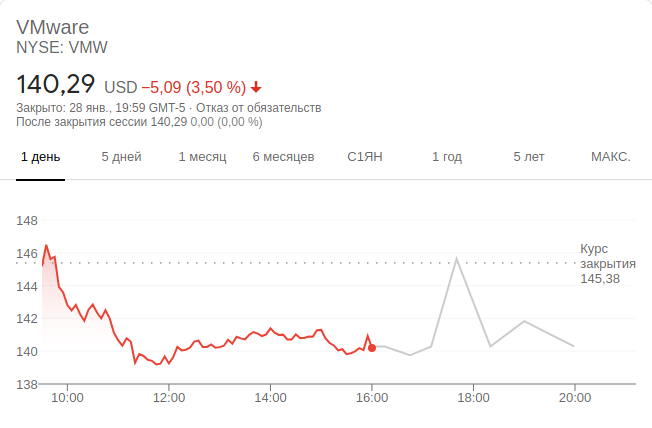 VMware
NYSE: VMW
140,29 USD −5,09 (3,50 %)
Закрыто: 28 янв., 19:59 GMT-5 · Отказ от обязательств
После закрытия сессии 140,29 0,00 (0,00 %)
1 день 5 дней 1 месяц 6 месяцев С1ЯН 1 год 5 лет МАКС.
148
146
144
142
140
138
Курс
закрытия
145,38
10:00 12:00 14:00 16:00 18:00 20:00